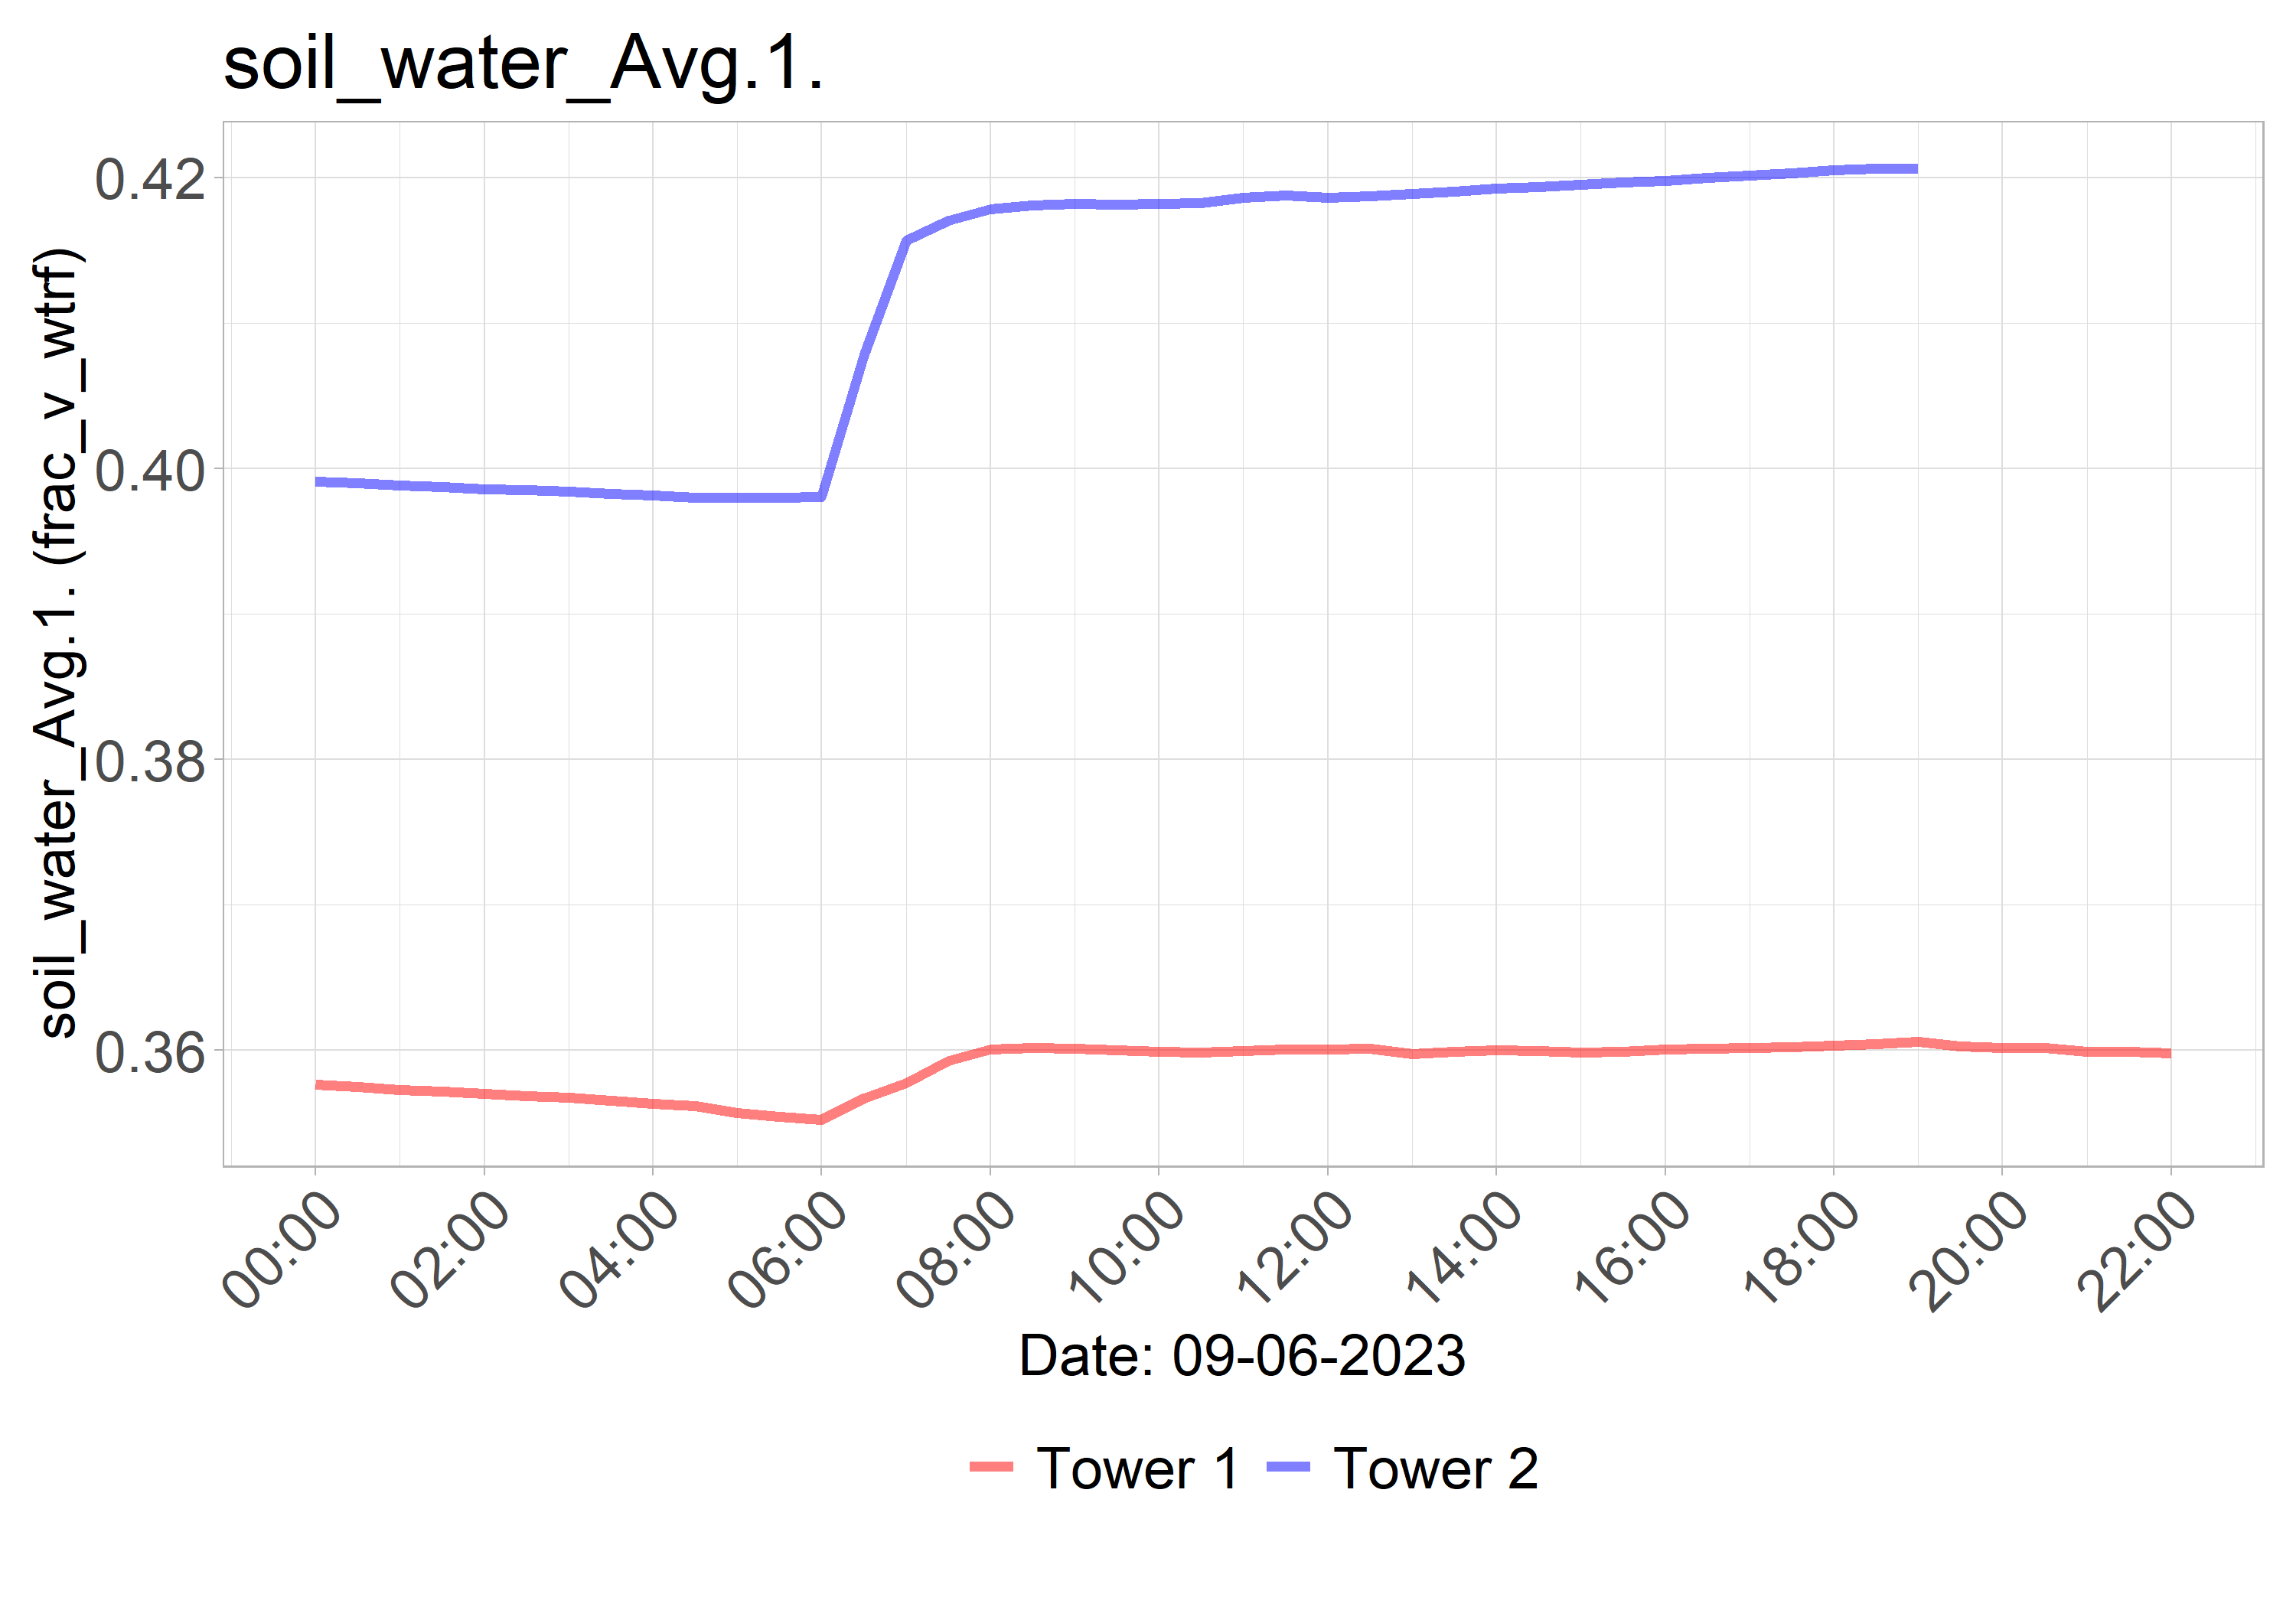 soil_water_Avg.1.
soil_water_Avg.1. (frac_v_wtrf)
0.42
0.40
0.38
0.36
00:00 02:00 04:00 06:00 08:00 10:00 12:00 14:00 16:00 18:00 20:00 22:00
Date: 09-06-2023
Tower 1 Tower 2